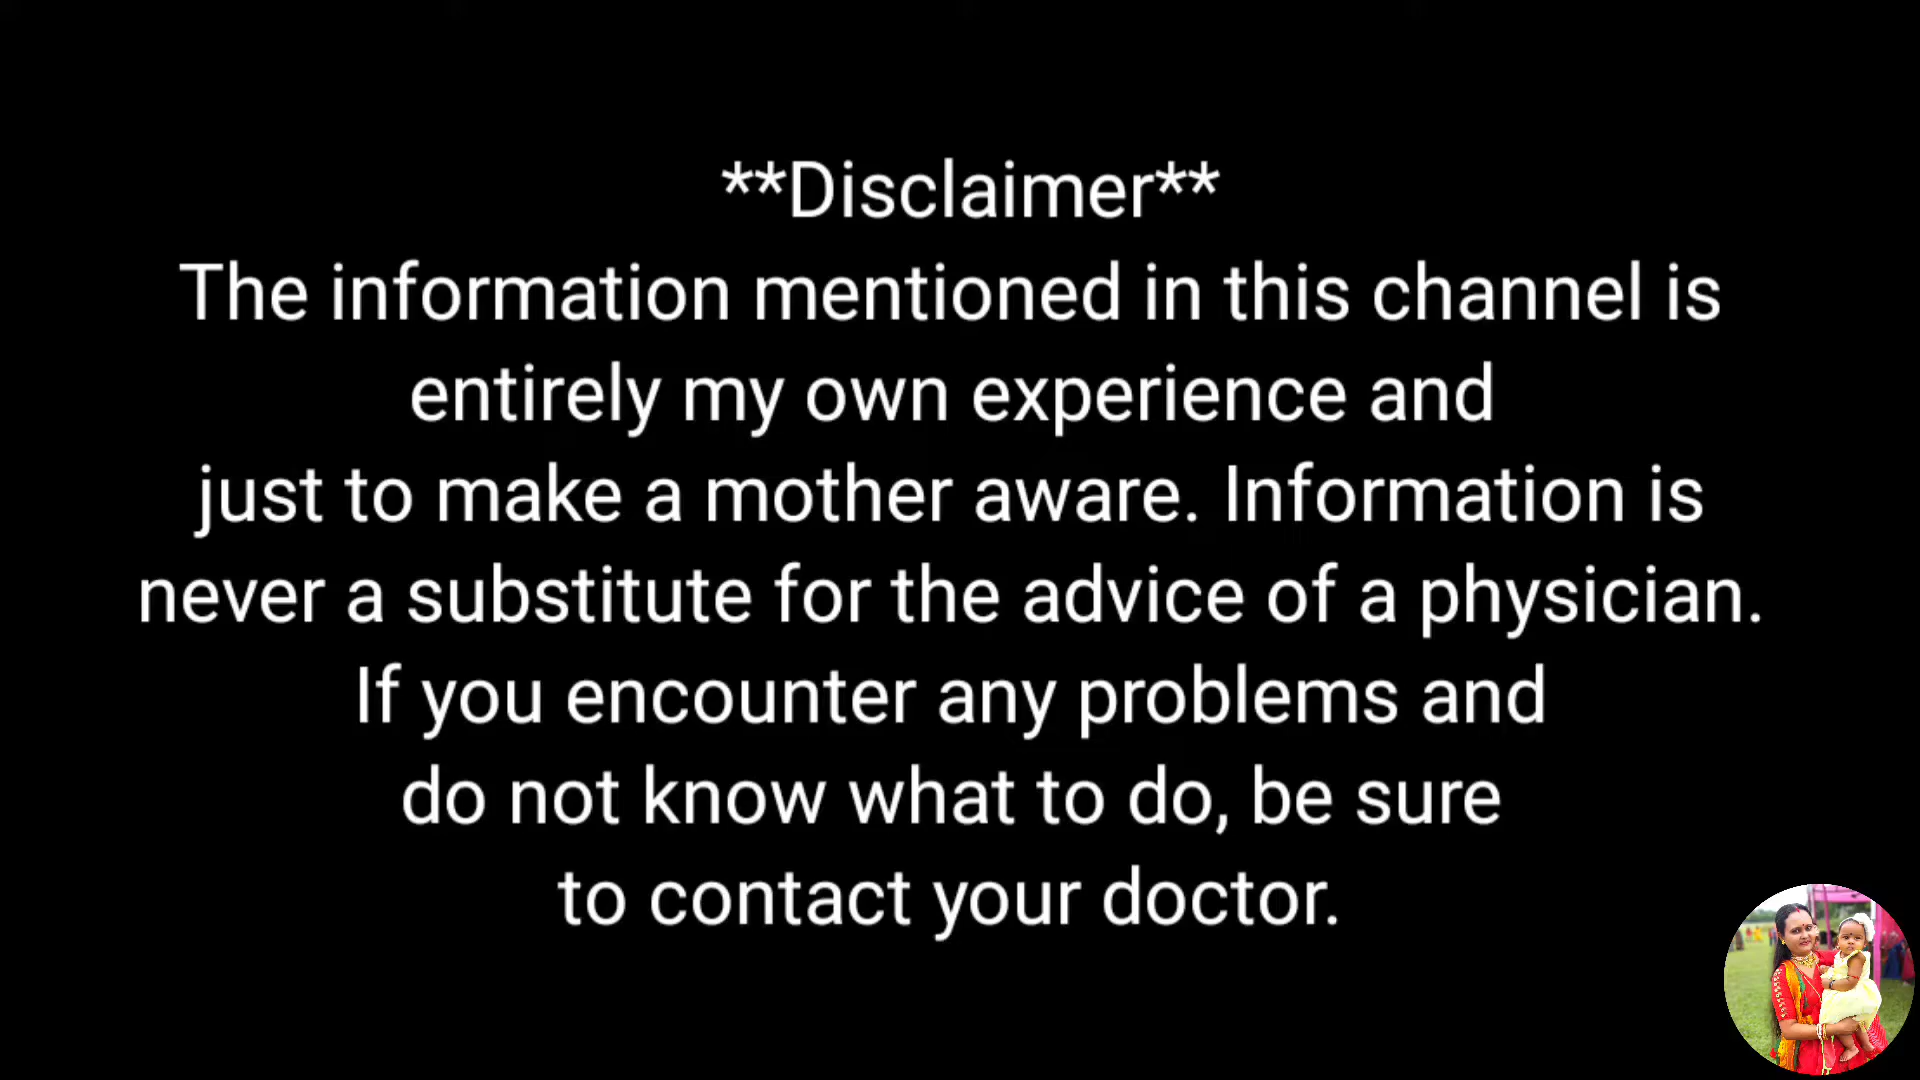 **Disclaimer**
The information mentioned in this channel is
entirely my own experience and
just to make a mother aware. Information is
never a substitute for the advice of a physician.
If you encounter any problems and
do not know what to do, be sure
to contact your doctor.